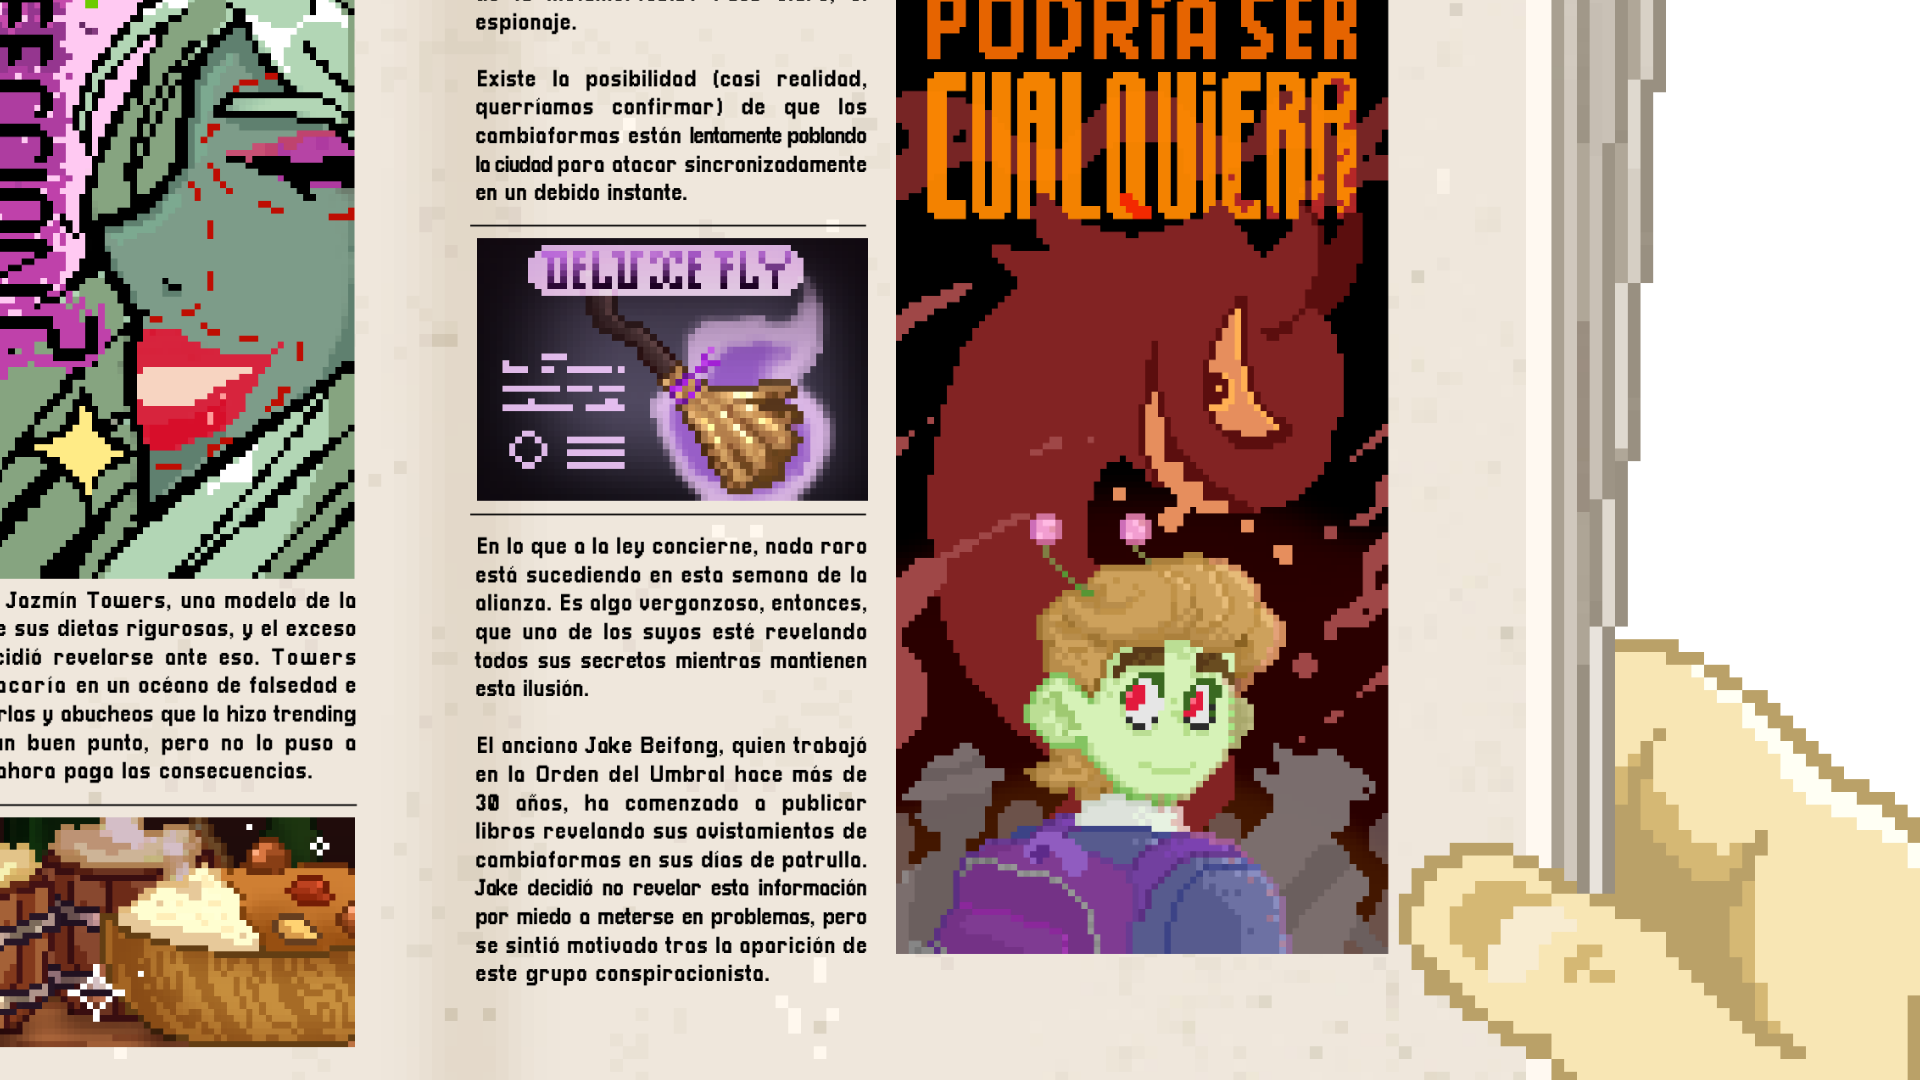 espionaje.
Existe la posibilidad (casi realidad,
querríamos confirmar) de que los
cambiaformas están lentamente poblando
la ciudad para atacar sincronizadamente
en un debido instante.
DELUXE FLY
En lo que a la ley concierne, nada raro
está sucediendo en esta semana de la
alianza. Es algo vergonzoso, entonces,
que uno de los suyos esté revelando
todos sus secretos mientras mantienen
esta ilusión.
El anciano Jake Beifong, quien trabajó
en la Orden del Umbral hace más de
30 años, ha comenzado a publicar
libros revelando sus avistamientos de
cambiaformas en sus días de patrulla.
Jake decidió no revelar esta información
por miedo a meterse en problemas, pero
se sintió motivado tras la aparición de
este grupo conspiracionista.
PODRÍA SER
CUALQUIERA
Jazmín Towers, una modelo de la
sus dietas rigurosas, y el exceso
revelarse ante eso. Towers
en un océano de falsedad e
y abucheos que la hizo trending
buen punto, pero no lo puso a
ahora paga las consecuencias.